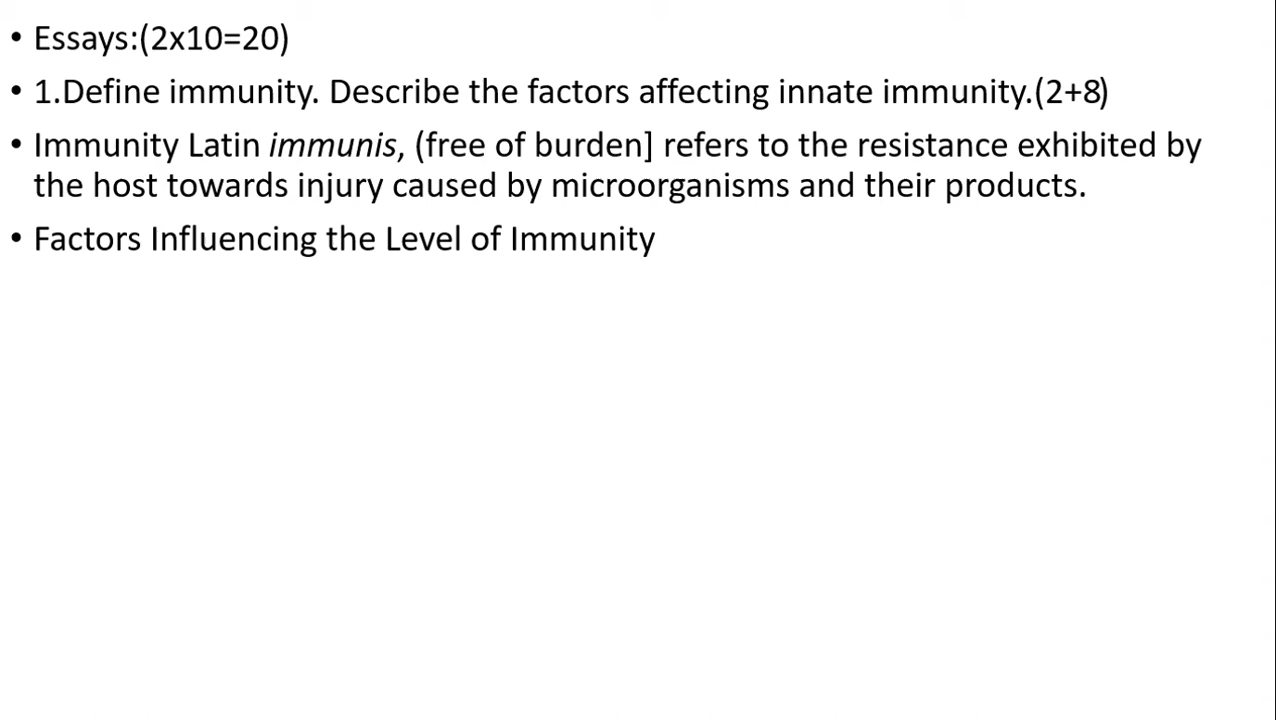 • Essays:(2x10=20)
• 1.Define immunity. Describe the factors affecting innate immunity.(2+8)
• Immunity Latin immunis, (free of burden] refers to the resistance exhibited by
the host towards injury caused by microorganisms and their products.
• Factors Influencing the Level of Immunity